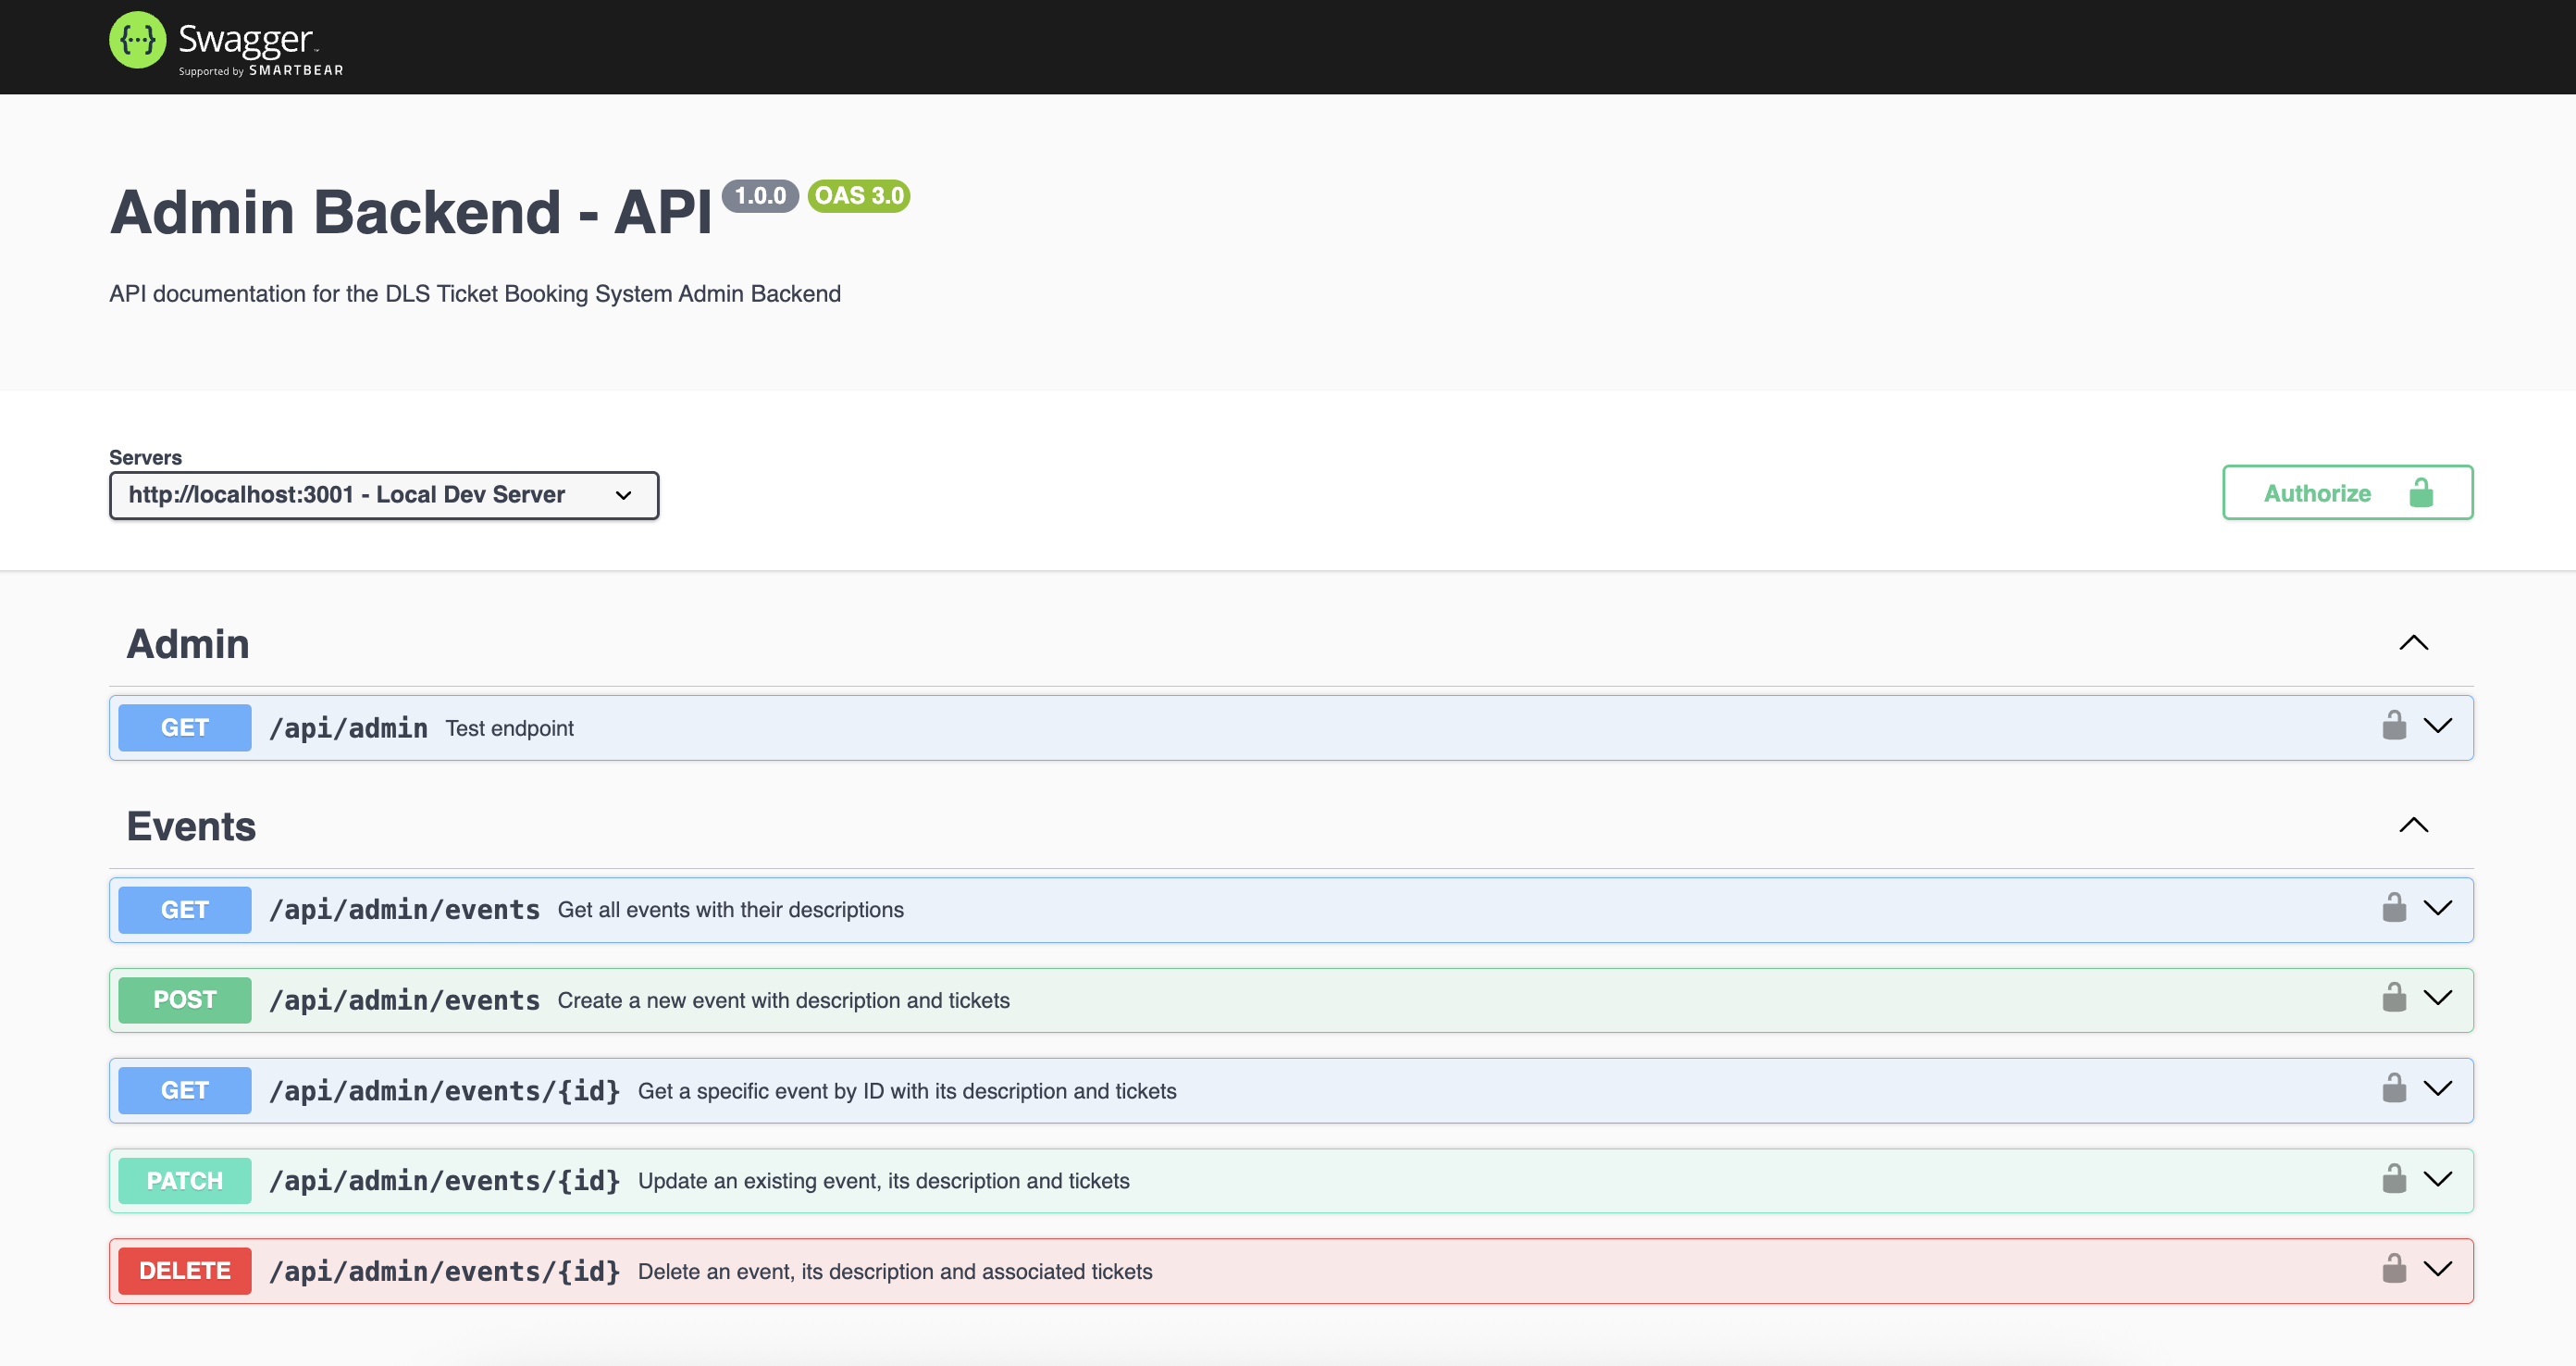 {···} Swagger™
Supported by SMARTBEAR
Admin Backend - API 1.0.0 OAS 3.0
API documentation for the DLS Ticket Booking System Admin Backend
Servers
http://localhost:3001 - Local Dev Server
Authorize
Admin
GET /api/admin Test endpoint
Events
GET /api/admin/events Get all events with their descriptions
POST /api/admin/events Create a new event with description and tickets
GET /api/admin/events/{id} Get a specific event by ID with its description and tickets
PATCH /api/admin/events/{id} Update an existing event, its description and tickets
DELETE /api/admin/events/{id} Delete an event, its description and associated tickets